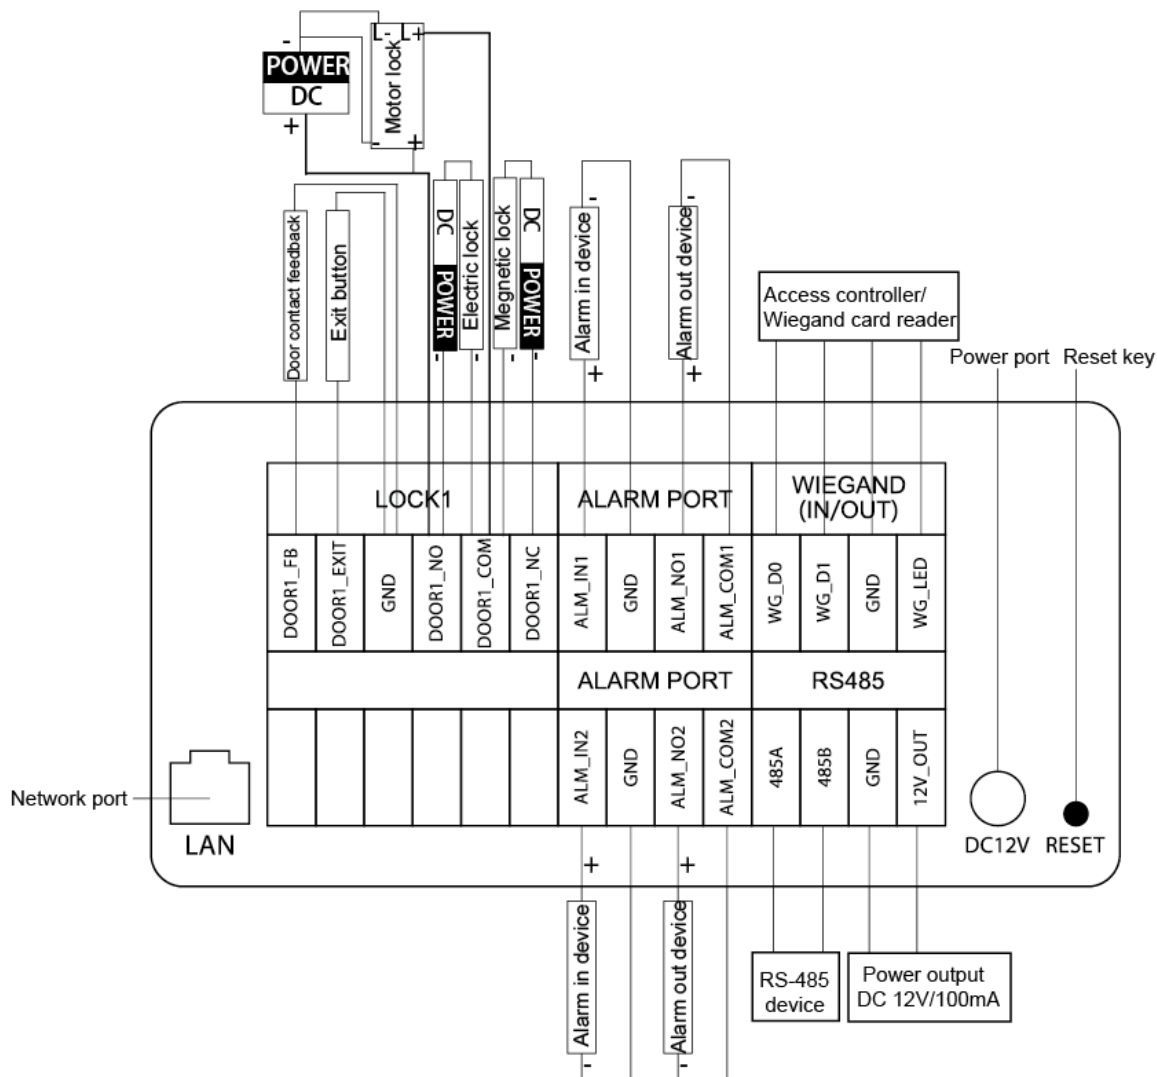 L- L+
-
POWER
DC
+
Motor lock
-
+
Door contact feedback
Exit button
DC
POWER
-
Electric lock
-
Megnetic lock
-
DC
POWER
-
-
Alarm in device
+
-
Alarm out device
+
Access controller/
Wiegand card reader
Power port
Reset key
LOCK1
ALARM PORT
WIEGAND
(IN/OUT)
DOOR1_FB
DOOR1_EXIT
GND
DOOR1_NO
DOOR1_COM
DOOR1_NC
ALM_IN1
GND
ALM_NO1
ALM_COM1
WG_D0
WG_D1
GND
WG_LED
ALARM PORT
RS485
ALM_IN2
GND
ALM_NO2
ALM_COM2
485A
485B
GND
12V_OUT
Network port
LAN
DC12V
RESET
+
Alarm in device
-
+
Alarm out device
-
RS-485
device
Power output
DC 12V/100mA